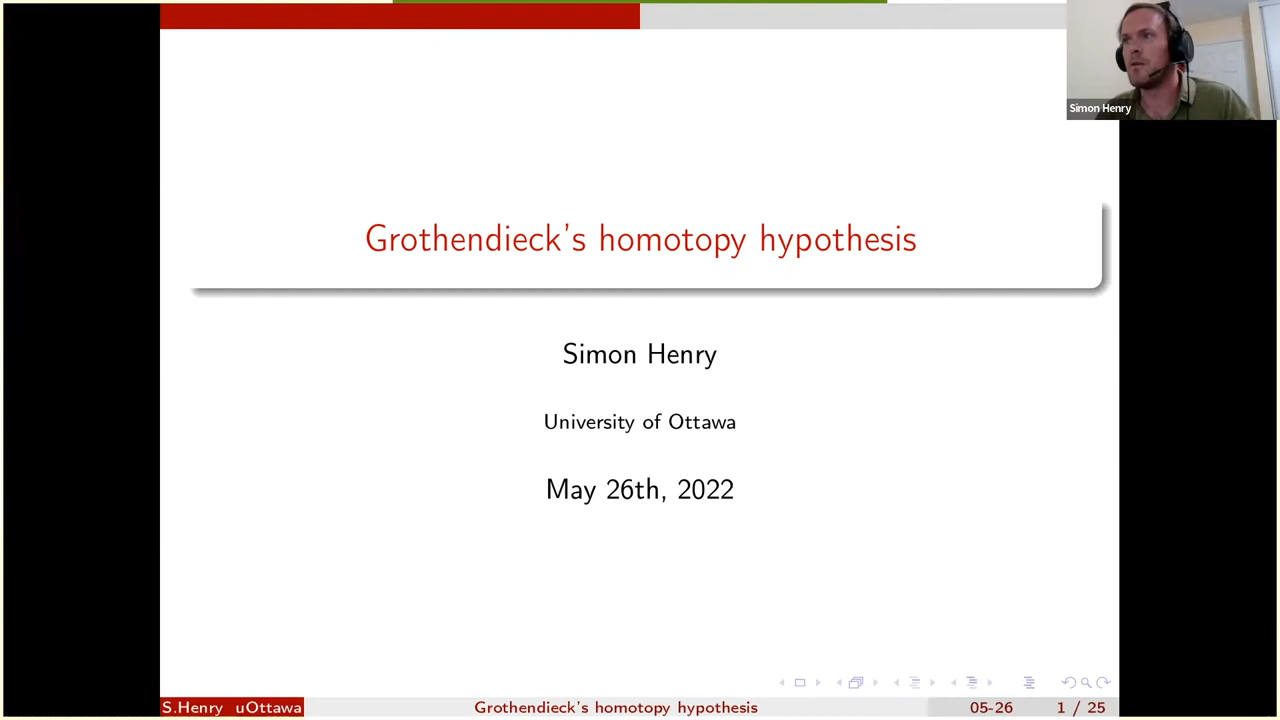 Simon Henry
Grothendieck's homotopy hypothesis
Simon Henry
University of Ottawa
May 26th, 2022
S.Henry uOttawa
Grothendieck's homotopy hypothesis
05-26
1 / 25